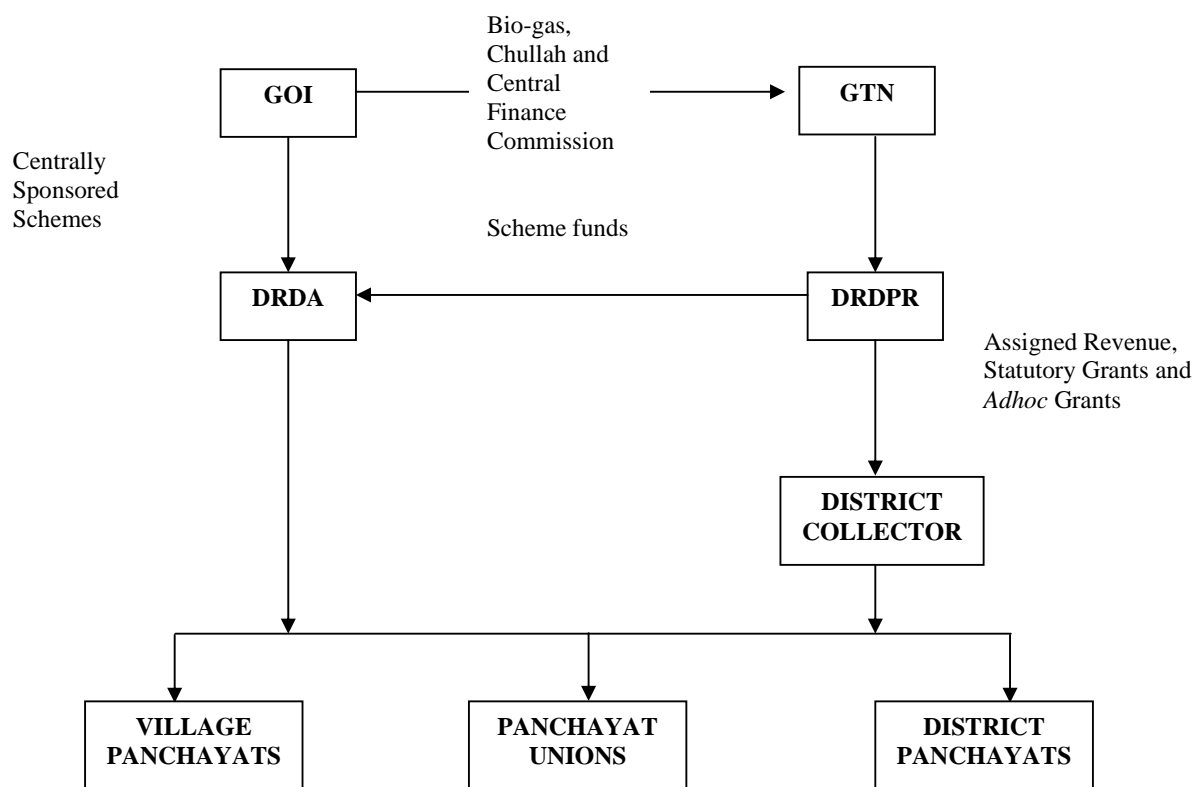 Bio-gas,
Chullah and
Central
Finance
Commission
GOI
GTN
Centrally
Sponsored
Schemes
Scheme funds
DRDA
DRDPR
Assigned Revenue,
Statutory Grants and
Adhoc Grants
DISTRICT
COLLECTOR
VILLAGE
PANCHAYATS
PANCHAYAT
UNIONS
DISTRICT
PANCHAYATS